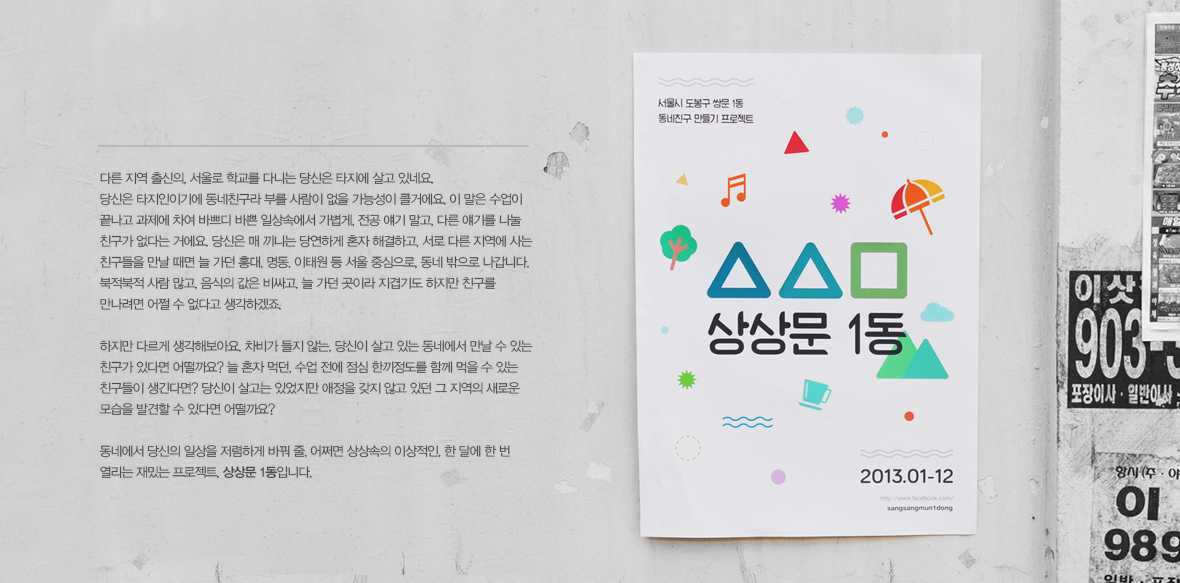 다른 지역 출신의, 서울로 학교를 다니는 당신은 타지에 살고 있네요.
당신은 타지인이기에 동네친구라 부를 사람이 없을 가능성이 클거에요. 이 말은 수업이
끝나고 과제에 차여 바쁘디 바쁜 일상속에서 가볍게, 전공 얘기 말고, 다른 얘기를 나눌
친구가 없다는 거에요. 당신은 매 끼니는 당연하게 혼자 해결하고, 서로 다른 지역에 사는
친구들을 만날 때면 늘 가던 홍대, 명동, 이태원 등 서울 중심으로, 동네 밖으로 나갑니다.
북적북적 사람 많고, 음식의 값은 비싸고, 늘 가던 곳이라 지겹기도 하지만 친구를
만나려면 어쩔 수 없다고 생각하겠죠.
하지만 다르게 생각해보아요. 차비가 들지 않는, 당신이 살고 있는 동네에서 만날 수 있는
친구가 있다면 어떨까요? 늘 혼자 먹던, 수업 전에 점심 한끼정도를 함께 먹을 수 있는
친구들이 생긴다면? 당신이 살고는 있었지만 애정을 갖지 않고 있던 그 지역의 새로운
모습을 발견할 수 있다면 어떨까요?
동네에서 당신의 일상을 저렴하게 바꿔 줄, 어쩌면 상상속의 이상적인, 한 달에 한 번
열리는 재밌는 프로젝트, 상상문 1동입니다.
서울시 도봉구 쌍문 1동
동네친구 만들기 프로젝트
상상문 1동
2013.01-12
http://www.facebook.com/
sangsangmun1dong
이삿
903
포장이사 · 일반이사
이
989